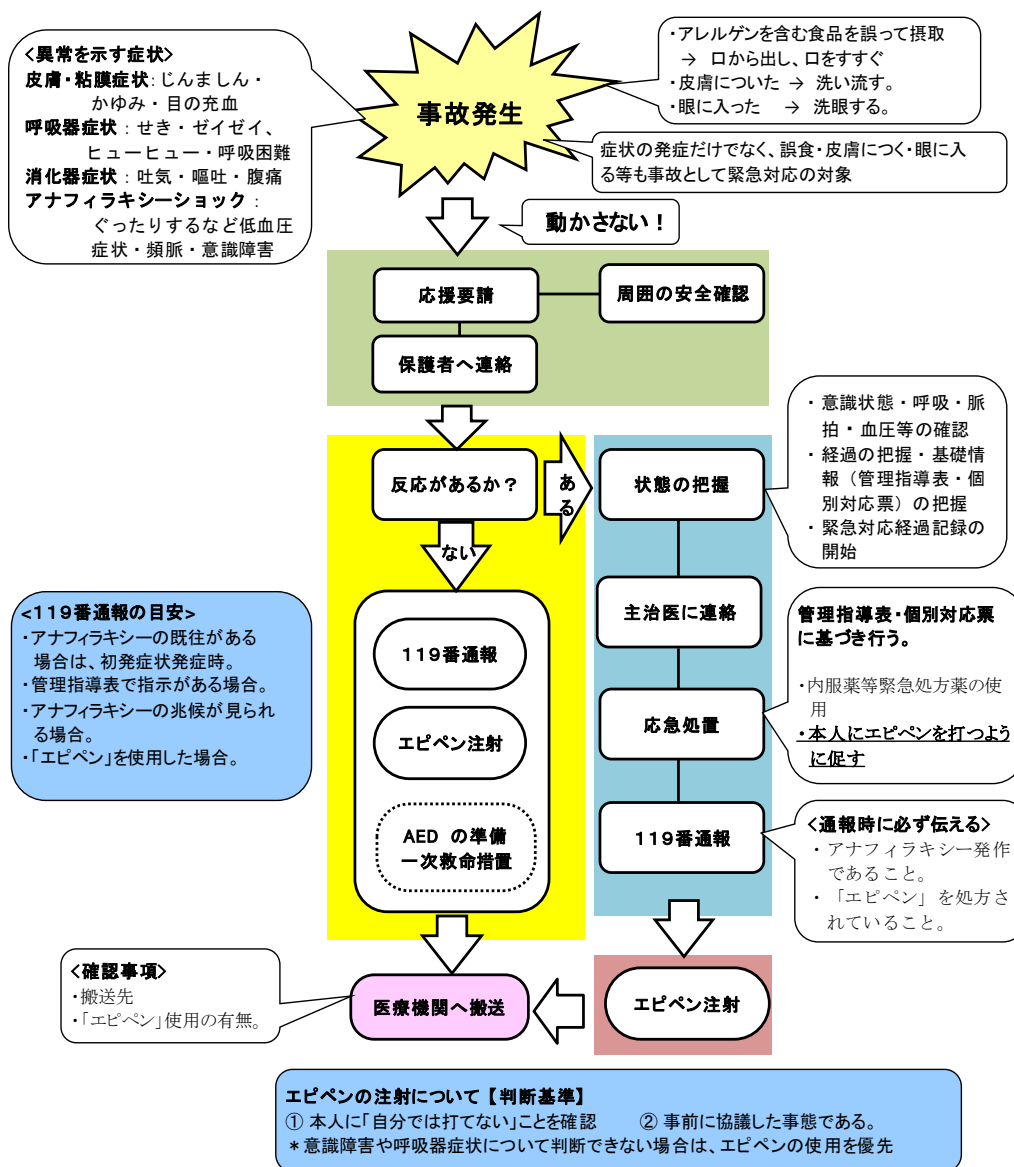 <異常を示す症状>
皮膚・粘膜症状：じんましん・
かゆみ・目の充血
呼吸器症状：せき・ゼイゼイ、
ヒューヒュー・呼吸困難
消化器症状：吐気・嘔吐・腹痛
アナフィラキシーショック：
ぐったりするなど低血圧
症状・頻脈・意識障害
事故発生
・アレルゲンを含む食品を誤って摂取
→ 口から出し、口をすすぐ
・皮膚についた → 洗い流す。
・眼に入った → 洗眼する。
症状の発症だけでなく、誤食・皮膚につく・眼に入
る等も事故として緊急対応の対象
動かさない！
応援要請
周囲の安全確認
保護者へ連絡
反応があるか？
ある
ない
状態の把握
・意識状態・呼吸・脈
拍・血圧等の確認
・経過の把握・基礎情
報（管理指導表・個
別対応票）の把握
・緊急対応経過記録の
開始
<119番通報の目安>
・アナフィラキシーの既往がある
場合は、初発症状発症時。
・管理指導表で指示がある場合。
・アナフィラキシーの兆候が見られ
る場合。
・「エピペン」を使用した場合。
119番通報
エピペン注射
AED の準備
一次救命措置
主治医に連絡
応急処置
119番通報
管理指導表・個別対応票
に基づき行う。
・内服薬等緊急処方薬の使
用
・本人にエピペンを打つよう
に促す
<通報時に必ず伝える>
・アナフィラキシー発作
であること。
・「エピペン」を処方さ
れていること。
<確認事項>
・搬送先
・「エピペン」使用の有無。
医療機関へ搬送
エピペン注射
エピペンの注射について【判断基準】
① 本人に「自分では打てない」ことを確認 ② 事前に協議した事態である。
＊意識障害や呼吸器症状について判断できない場合は、エピペンの使用を優先